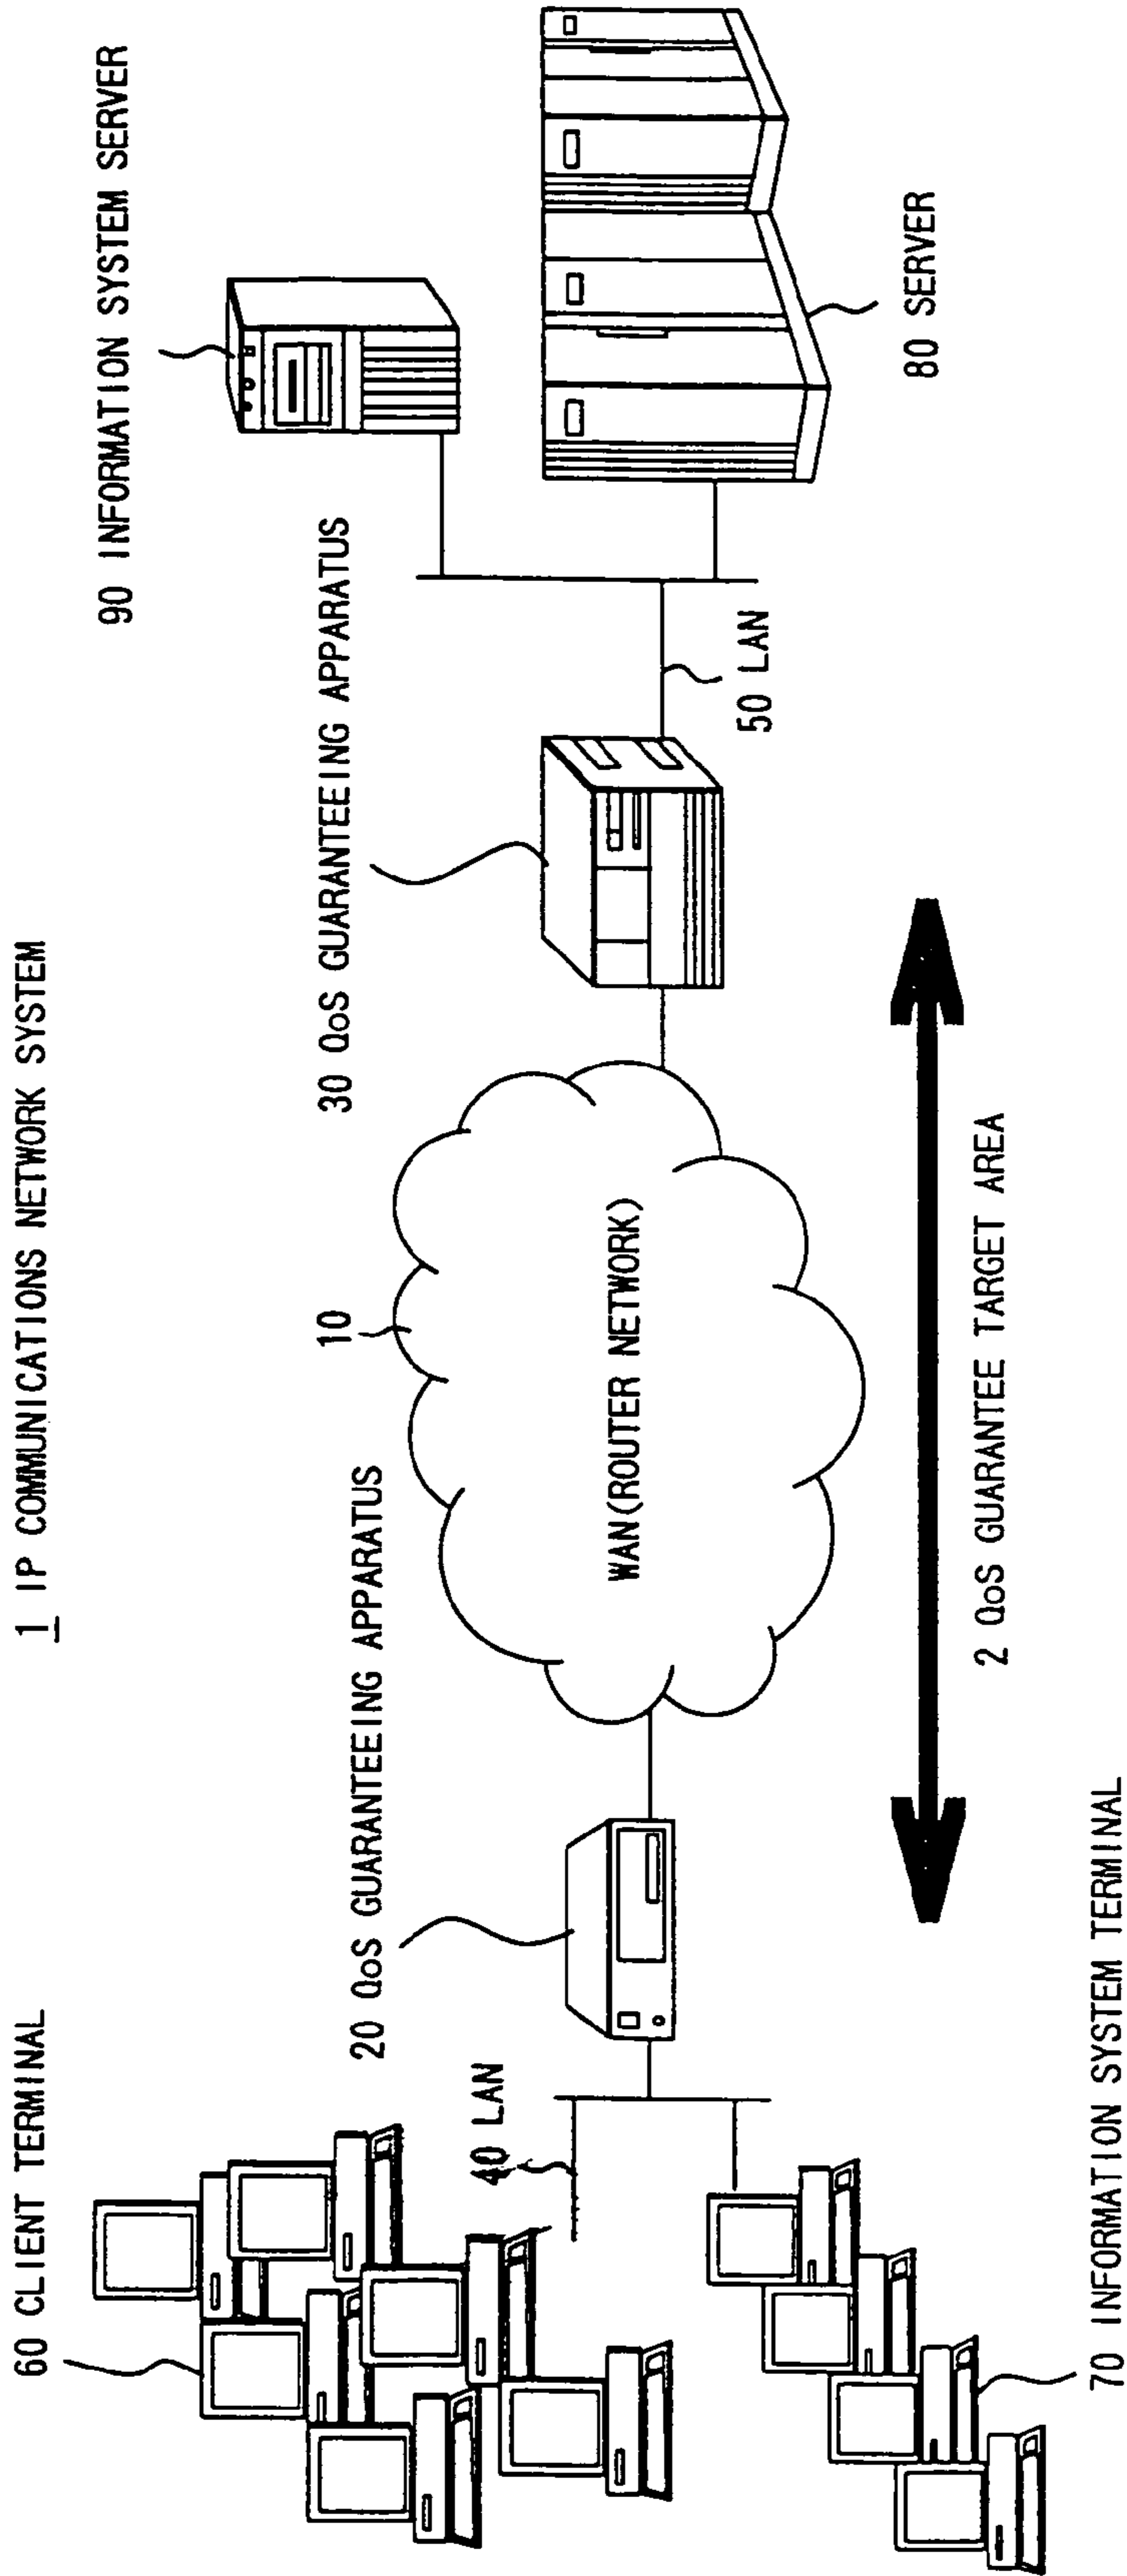 1 IP COMMUNICATIONS NETWORK SYSTEM
60 CLIENT TERMINAL
20 QoS GUARANTEEING APPARATUS
10
30 QoS GUARANTEEING APPARATUS
90 INFORMATION SYSTEM SERVER
40 LAN
WAN(ROUTER NETWORK)
50 LAN
80 SERVER
2 QoS GUARANTEE TARGET AREA
70 INFORMATION SYSTEM TERMINAL